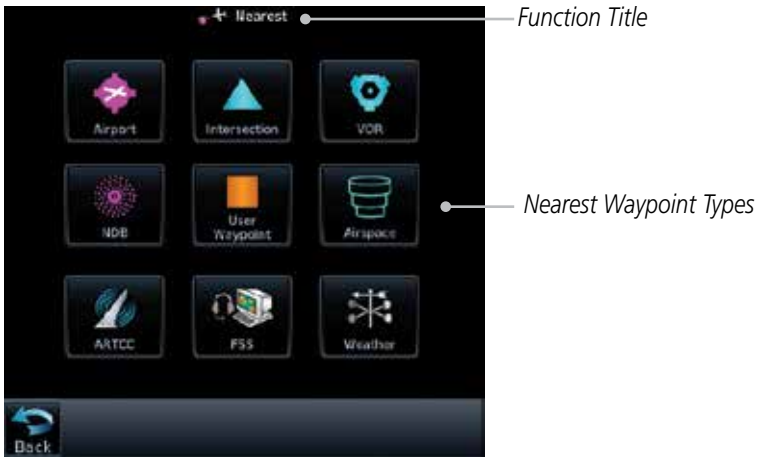 Nearest
Function Title
Airport
Intersection
VOR
NDB
User
Waypoint
Airspace
Nearest Waypoint Types
ARTCC
FSS
Weather
Back